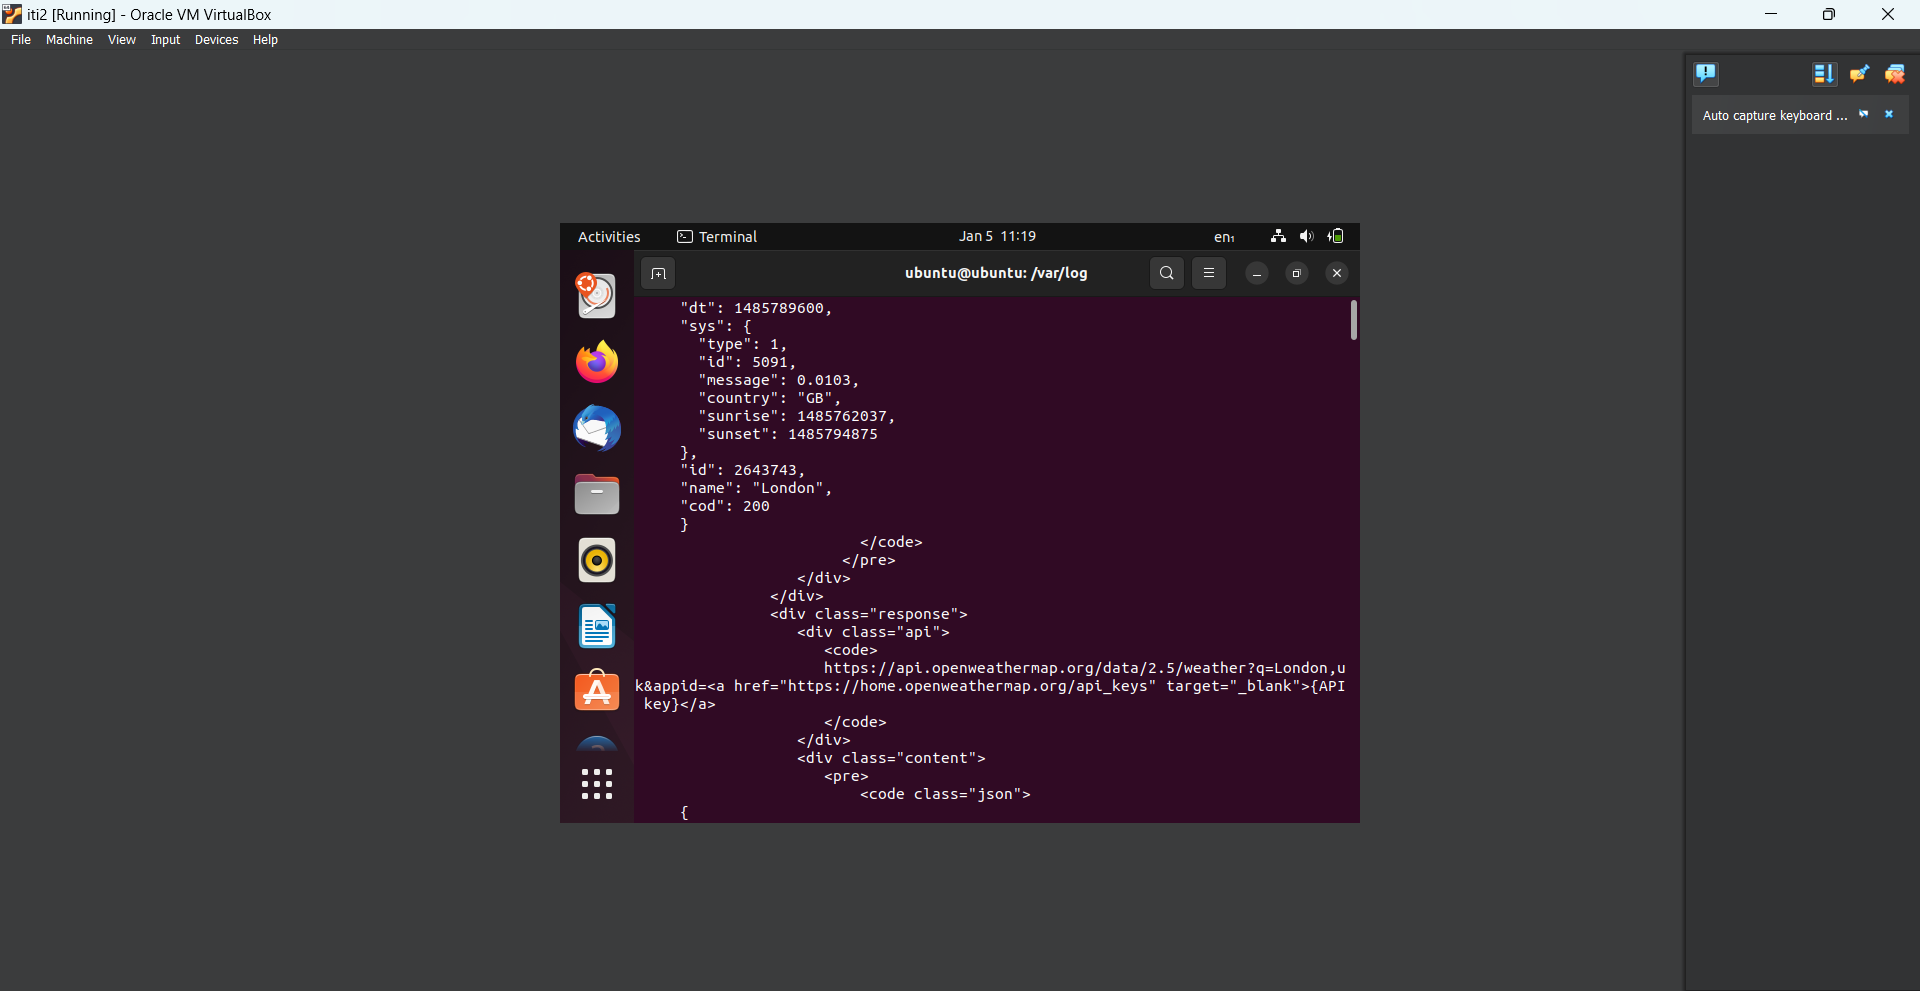 iti2 [Running] - Oracle VM VirtualBox
File Machine View Input Devices Help
Auto capture keyboard ...
Activities Terminal Jan 5 11:19 en1
ubuntu@ubuntu: /var/log
"dt": 1485789600,
"sys": {
"type": 1,
"id": 5091,
"message": 0.0103,
"country": "GB",
"sunrise": 1485762037,
"sunset": 1485794875
},
"id": 2643743,
"name": "London",
"cod": 200
}
</code>
</pre>
</div>
</div>
<div class="response">
<div class="api">
<code>
https://api.openweathermap.org/data/2.5/weather?q=London,u
k&appid=<a href="https://home.openweathermap.org/api_keys" target="_blank">{API
key}</a>
</code>
</div>
<div class="content">
<pre>
<code class="json">
{